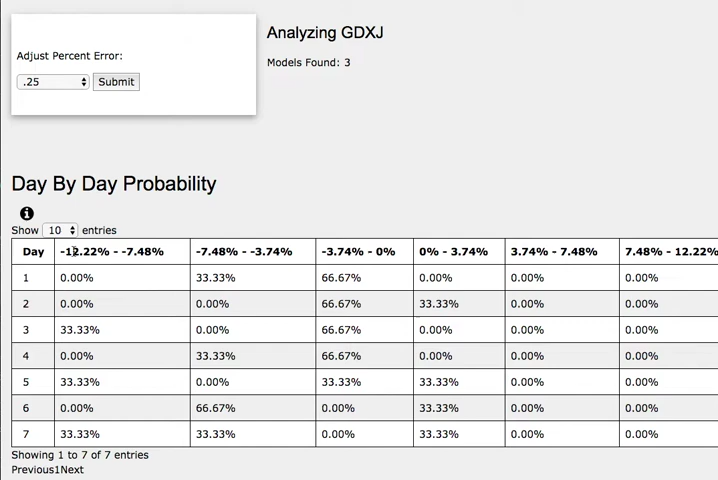 Analyzing GDXJ
Adjust Percent Error:
Models Found: 3
.25 Submit
Day By Day Probability
i
Show 10 entries
Day -12.22% - -7.48% -7.48% - -3.74% -3.74% - 0% 0% - 3.74% 3.74% - 7.48% 7.48% - 12.22%
1 0.00% 33.33% 66.67% 0.00% 0.00% 0.00%
2 0.00% 0.00% 66.67% 33.33% 0.00% 0.00%
3 33.33% 0.00% 66.67% 0.00% 0.00% 0.00%
4 0.00% 33.33% 66.67% 0.00% 0.00% 0.00%
5 33.33% 0.00% 33.33% 33.33% 0.00% 0.00%
6 0.00% 66.67% 0.00% 33.33% 0.00% 0.00%
7 33.33% 33.33% 0.00% 33.33% 0.00% 0.00%
Showing 1 to 7 of 7 entries
Previous1Next